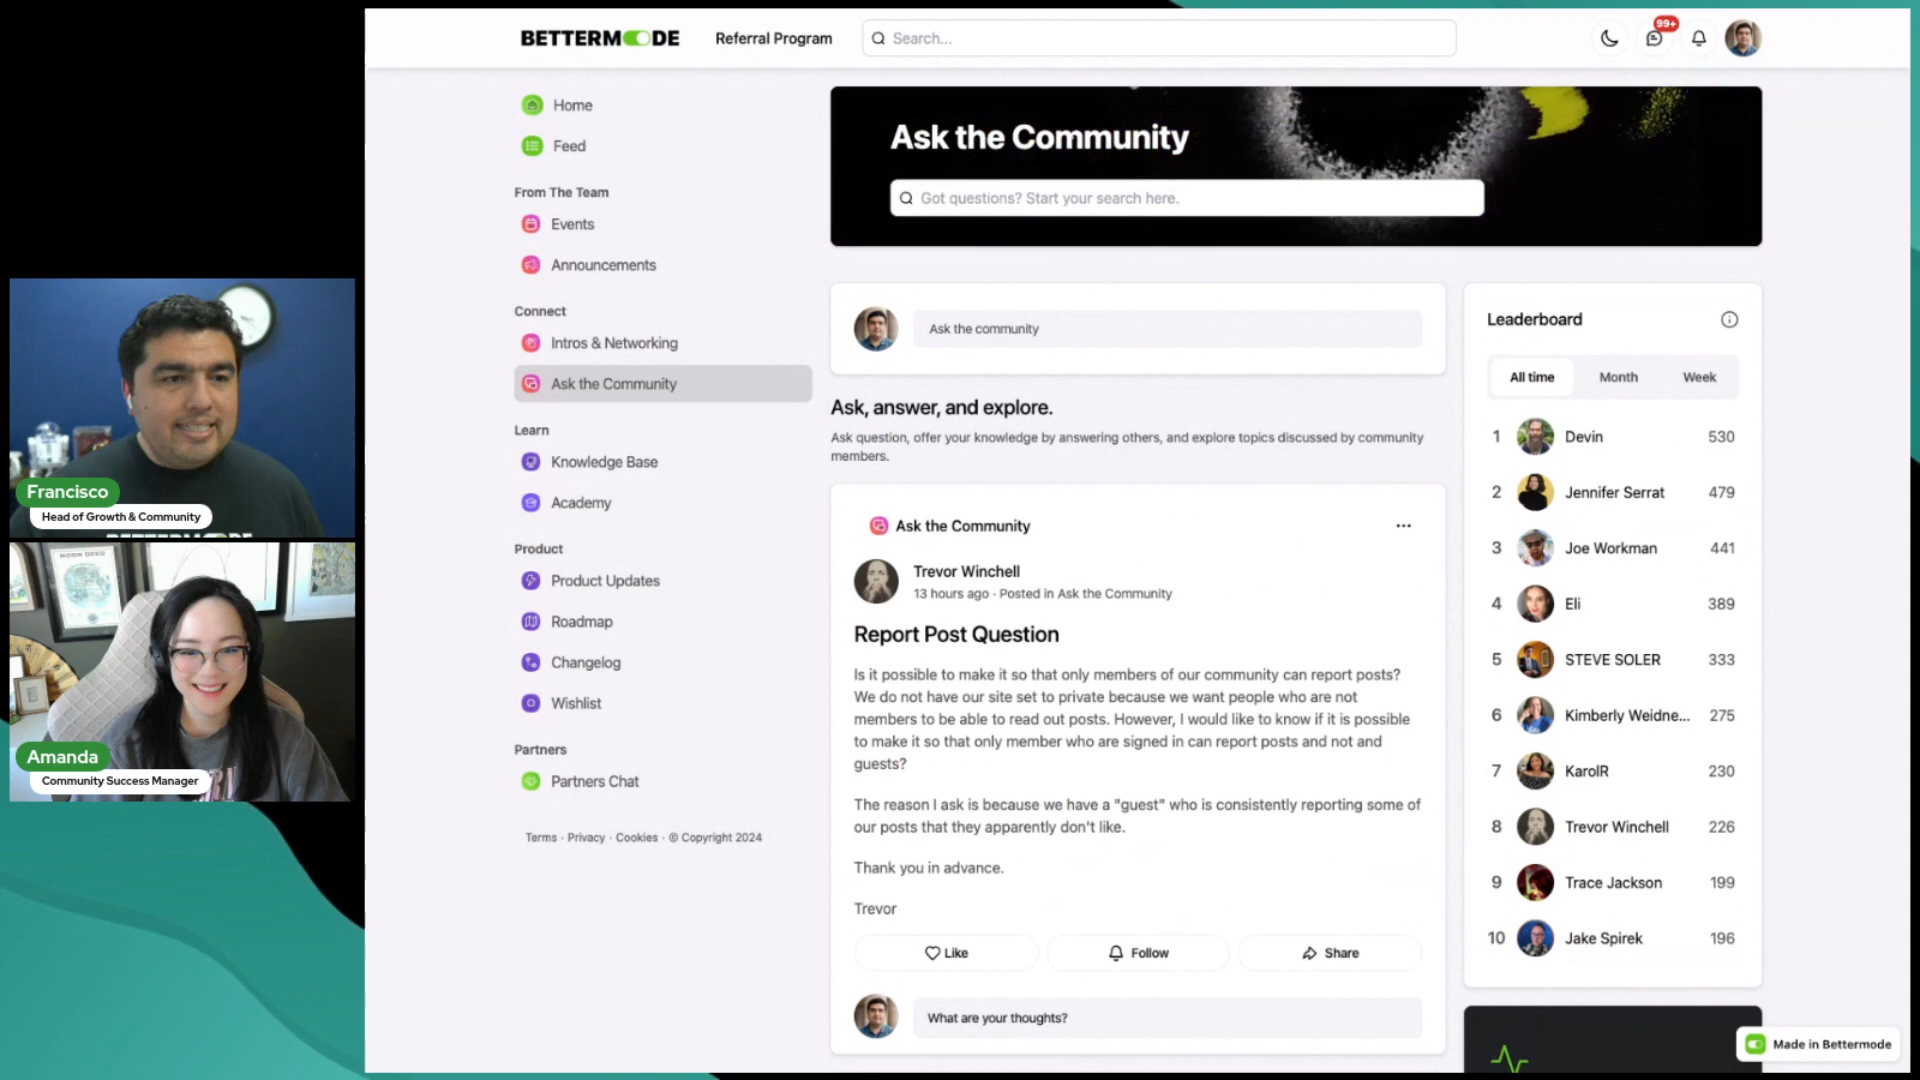 BETTERMODE
Referral Program
Search...
99+
Home
Feed
From The Team
Events
Announcements
Connect
Intros & Networking
Ask the Community
Learn
Knowledge Base
Academy
Product
Product Updates
Roadmap
Changelog
Wishlist
Partners
Partners Chat
Terms · Privacy · Cookies · © Copyright 2024
Ask the Community
Got questions? Start your search here.
Ask the community
Ask, answer, and explore.
Ask question, offer your knowledge by answering others, and explore topics discussed by community
members.
Ask the Community
Trevor Winchell
13 hours ago · Posted in Ask the Community
Report Post Question
Is it possible to make it so that only members of our community can report posts?
We do not have our site set to private because we want people who are not
members to be able to read out posts. However, I would like to know if it is possible
to make it so that only member who are signed in can report posts and not and
guests?
The reason I ask is because we have a "guest" who is consistently reporting some of
our posts that they apparently don't like.
Thank you in advance.
Trevor
Like
Follow
Share
What are your thoughts?
Leaderboard
All time
Month
Week
1 Devin 530
2 Jennifer Serrat 479
3 Joe Workman 441
4 Eli 389
5 STEVE SOLER 333
6 Kimberly Weidne... 275
7 KarolR 230
8 Trevor Winchell 226
9 Trace Jackson 199
10 Jake Spirek 196
Made in Bettermode
Francisco
Head of Growth & Community
MOON DECO
Amanda
Community Success Manager